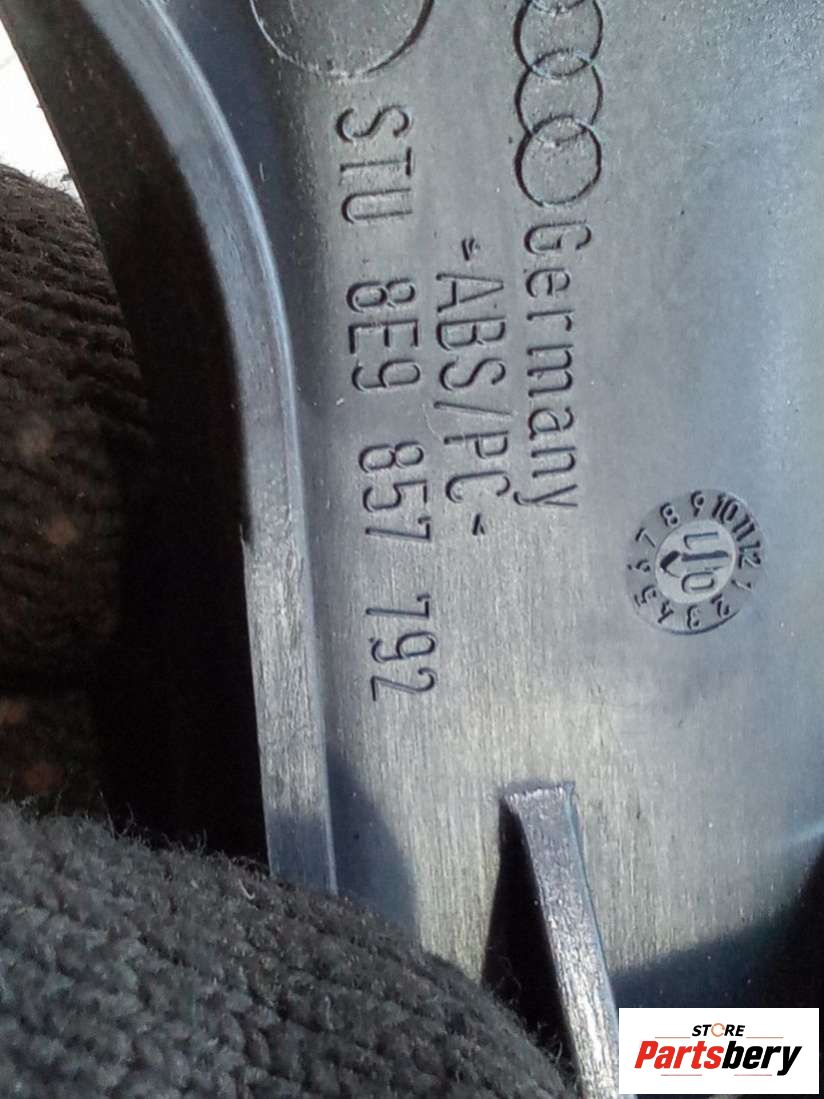 Germany
<ABS/PC<
STU 8E9 857 792
1 2 3 4 5 6 7 8 9 10 11 12
STORE
Partsbery